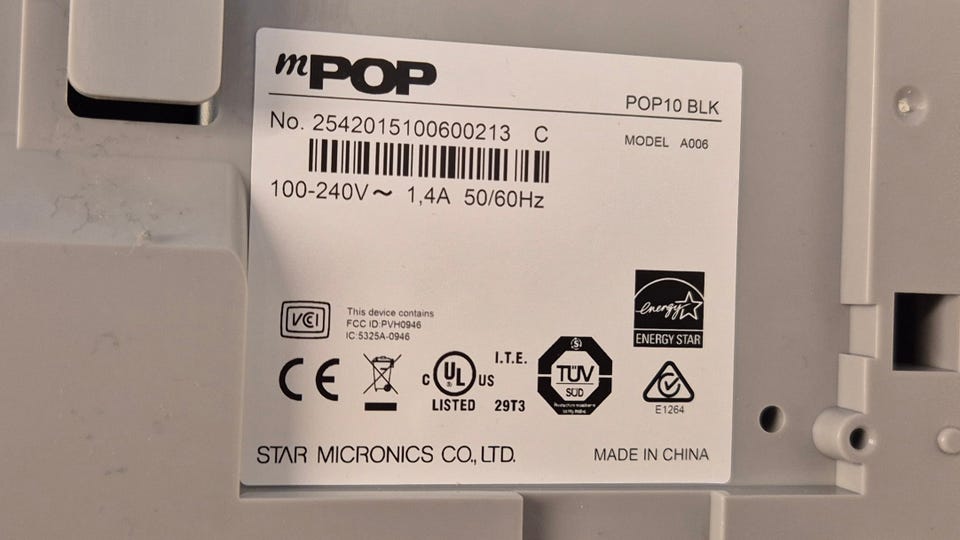 mPOP
POP10 BLK
No. 2542015100600213 C
MODEL A006
100-240V～ 1,4A 50/60Hz
VCI
This device contains
FCC ID:PVH0946
IC:5325A-0946
energy
ENERGY STAR
CE
C UL US
LISTED
I.T.E.
29T3
S
TÜV
SÜD
E1264
STAR MICRONICS CO., LTD.
MADE IN CHINA